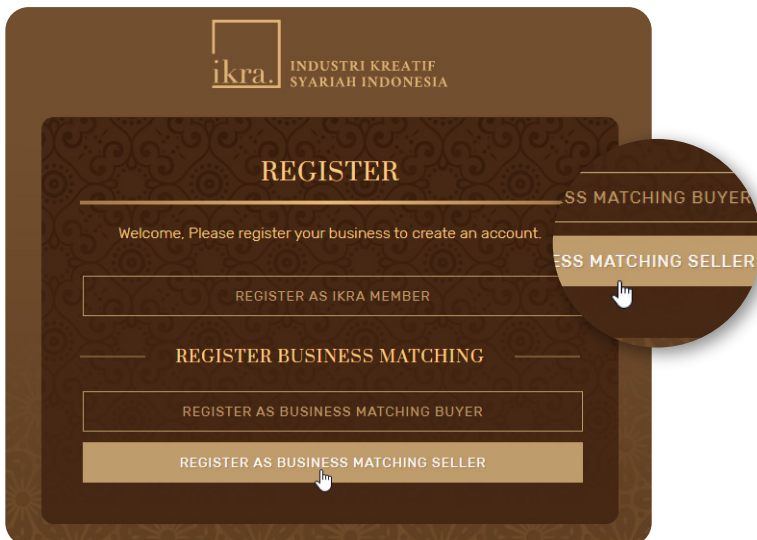 ikra.
INDUSTRI KREATIF
SYARIAH INDONESIA
REGISTER
Welcome, Please register your business to create an account.
REGISTER AS IKRA MEMBER
REGISTER BUSINESS MATCHING
REGISTER AS BUSINESS MATCHING BUYER
REGISTER AS BUSINESS MATCHING SELLER
SS MATCHING BUYER
ESS MATCHING SELLER